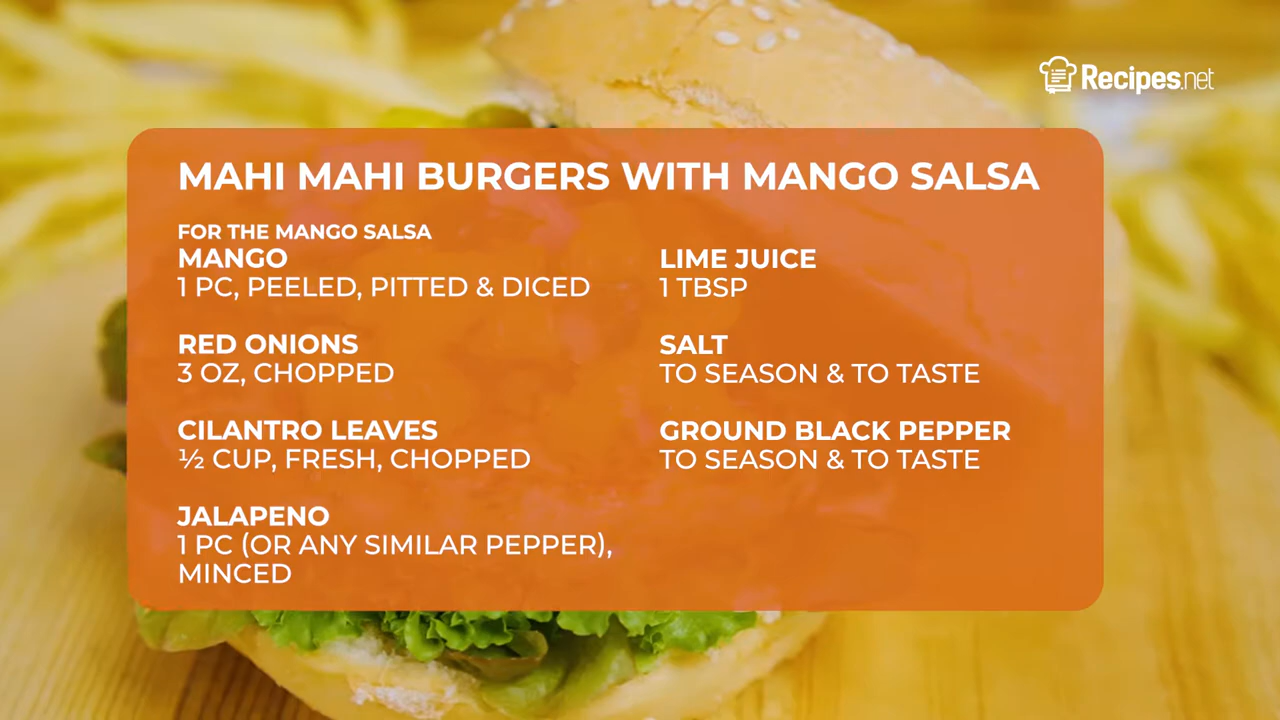 Recipes.net
MAHI MAHI BURGERS WITH MANGO SALSA
FOR THE MANGO SALSA
MANGO
1 PC, PEELED, PITTED & DICED
RED ONIONS
3 OZ, CHOPPED
CILANTRO LEAVES
½ CUP, FRESH, CHOPPED
JALAPENO
1 PC (OR ANY SIMILAR PEPPER),
MINCED
LIME JUICE
1 TBSP
SALT
TO SEASON & TO TASTE
GROUND BLACK PEPPER
TO SEASON & TO TASTE